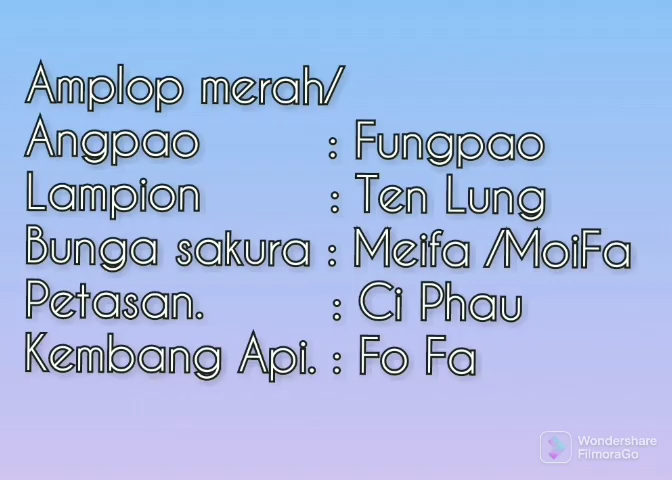 Amplop merah/
Angpao : Fungpao
Lampion : Ten Lung
Bunga sakura : Meifa /MoiFa
Petasan. : Ci Phau
Kembang Api. : Fo Fa
Wondershare
FilmoraGo